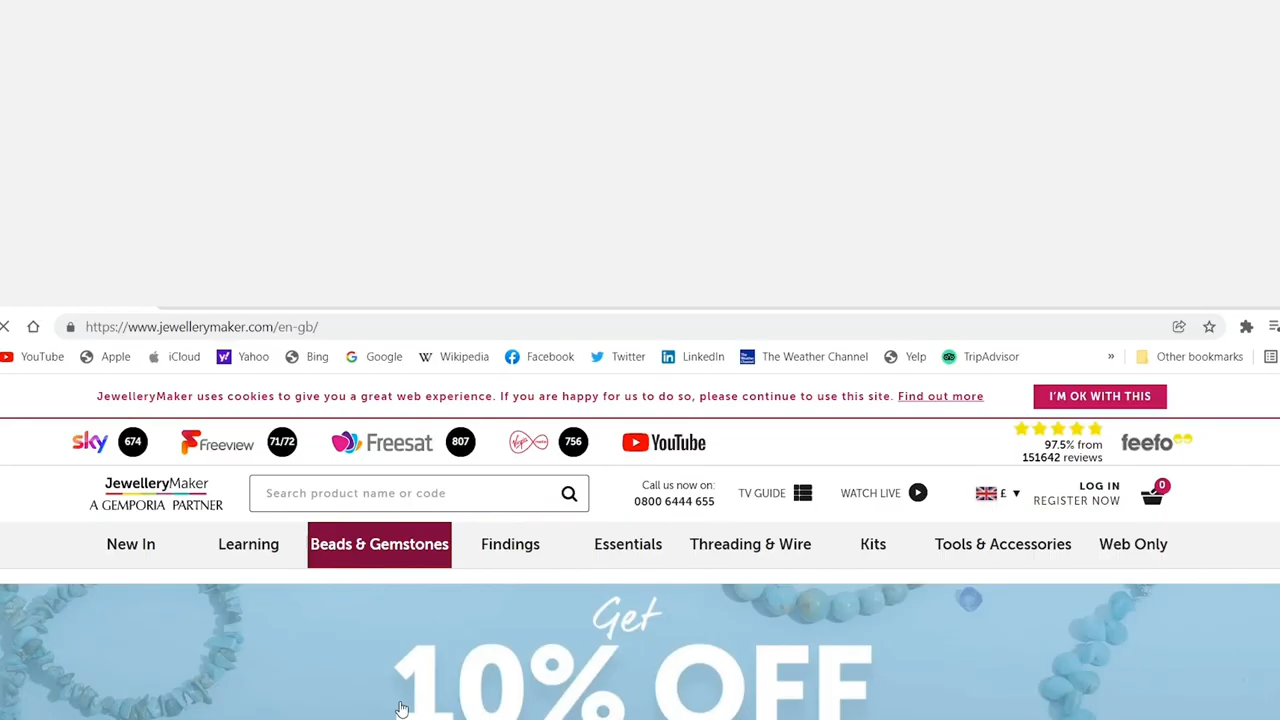 https://www.jewellerymaker.com/en-gb/
YouTube Apple iCloud Yahoo Bing Google Wikipedia Facebook Twitter LinkedIn The Weather Channel Yelp TripAdvisor » Other bookmarks
JewelleryMaker uses cookies to give you a great web experience. If you are happy for us to do so, please continue to use this site. Find out more I'M OK WITH THIS
sky 674 Freeview 71/72 Freesat 807 Virgin media 756 YouTube 97.5% from feefo
151642 reviews
JewelleryMaker
A GEMPORIA PARTNER
Search product name or code
Call us now on:
0800 6444 655
TV GUIDE
WATCH LIVE
£
LOG IN
REGISTER NOW
0
New In Learning Beads & Gemstones Findings Essentials Threading & Wire Kits Tools & Accessories Web Only
Get
10% OFF